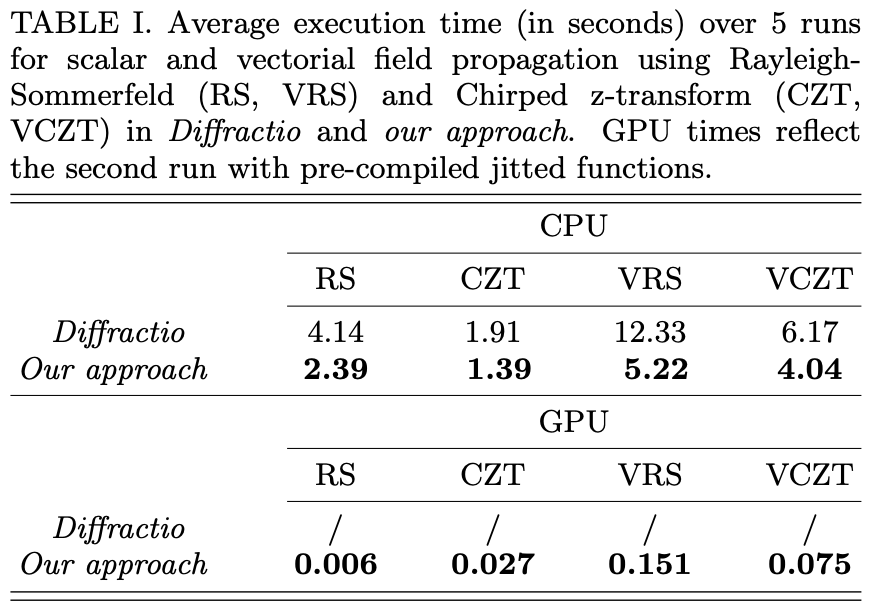 TABLE I. Average execution time (in seconds) over 5 runs
for scalar and vectorial field propagation using Rayleigh-
Sommerfeld (RS, VRS) and Chirped z-transform (CZT,
VCZT) in Diffractio and our approach. GPU times reflect
the second run with pre-compiled jitted functions.
CPU
RS CZT VRS VCZT
Diffractio 4.14 1.91 12.33 6.17
Our approach 2.39 1.39 5.22 4.04
GPU
RS CZT VRS VCZT
Diffractio / / / /
Our approach 0.006 0.027 0.151 0.075